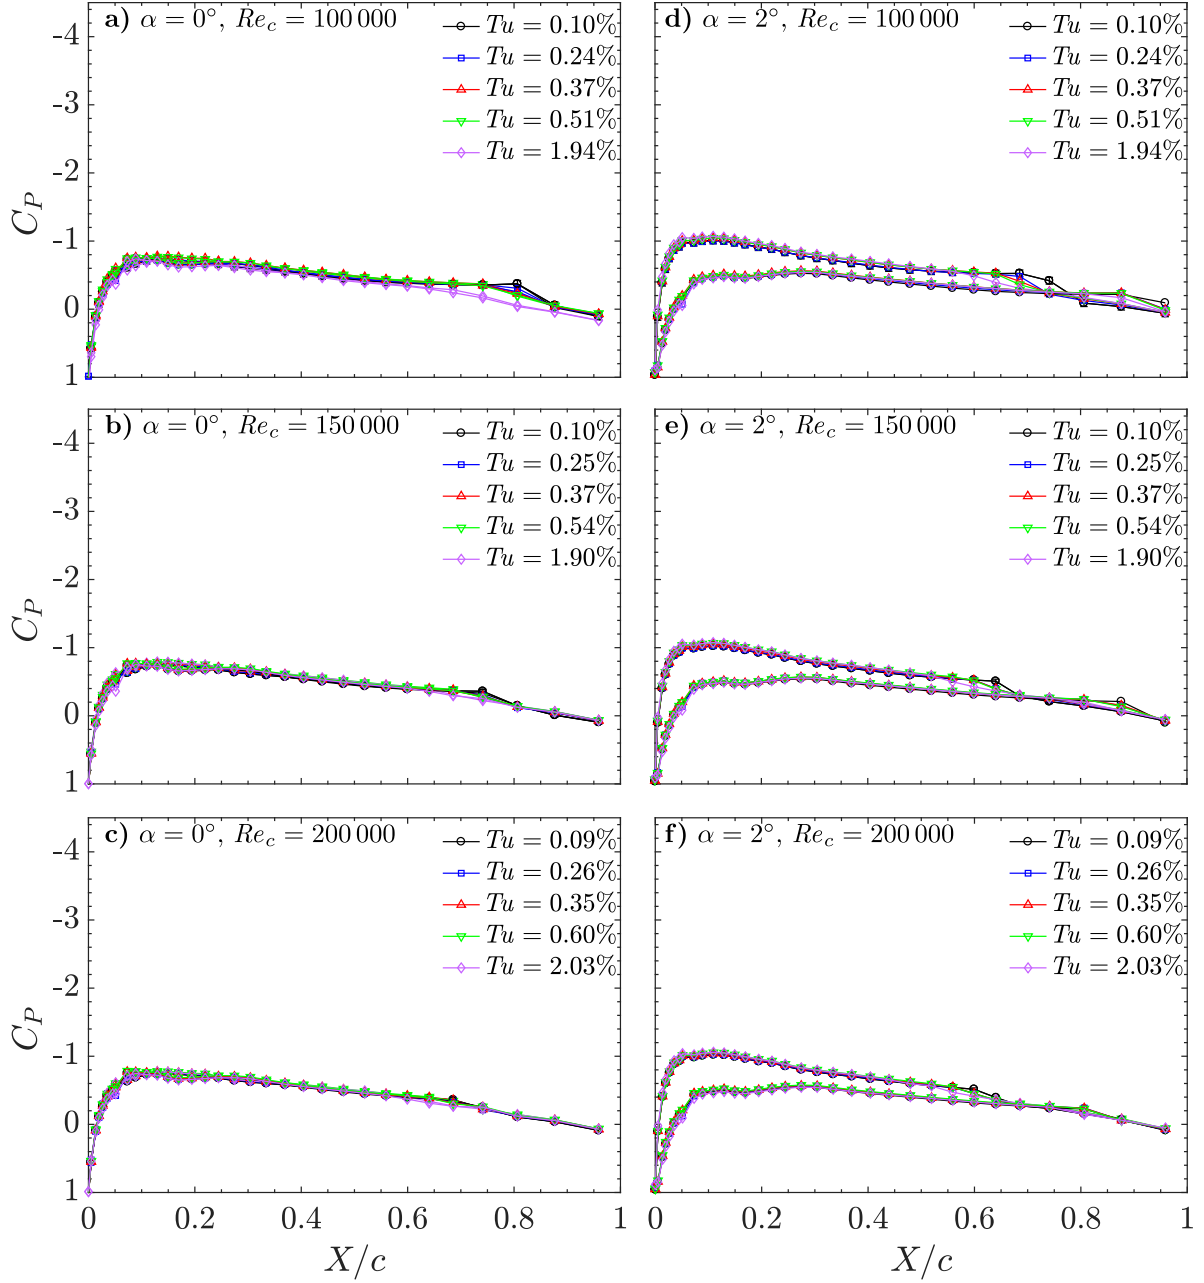 a) α = 0°, Re_c = 100 000
Tu = 0.10%
Tu = 0.24%
Tu = 0.37%
Tu = 0.51%
Tu = 1.94%
-4
-3
-2
-1
0
1
C_P
d) α = 2°, Re_c = 100 000
Tu = 0.10%
Tu = 0.24%
Tu = 0.37%
Tu = 0.51%
Tu = 1.94%
b) α = 0°, Re_c = 150 000
Tu = 0.10%
Tu = 0.25%
Tu = 0.37%
Tu = 0.54%
Tu = 1.90%
-4
-3
-2
-1
0
1
C_P
e) α = 2°, Re_c = 150 000
Tu = 0.10%
Tu = 0.25%
Tu = 0.37%
Tu = 0.54%
Tu = 1.90%
c) α = 0°, Re_c = 200 000
Tu = 0.09%
Tu = 0.26%
Tu = 0.35%
Tu = 0.60%
Tu = 2.03%
-4
-3
-2
-1
0
1
C_P
0 0.2 0.4 0.6 0.8 1
X/c
f) α = 2°, Re_c = 200 000
Tu = 0.09%
Tu = 0.26%
Tu = 0.35%
Tu = 0.60%
Tu = 2.03%
0 0.2 0.4 0.6 0.8 1
X/c